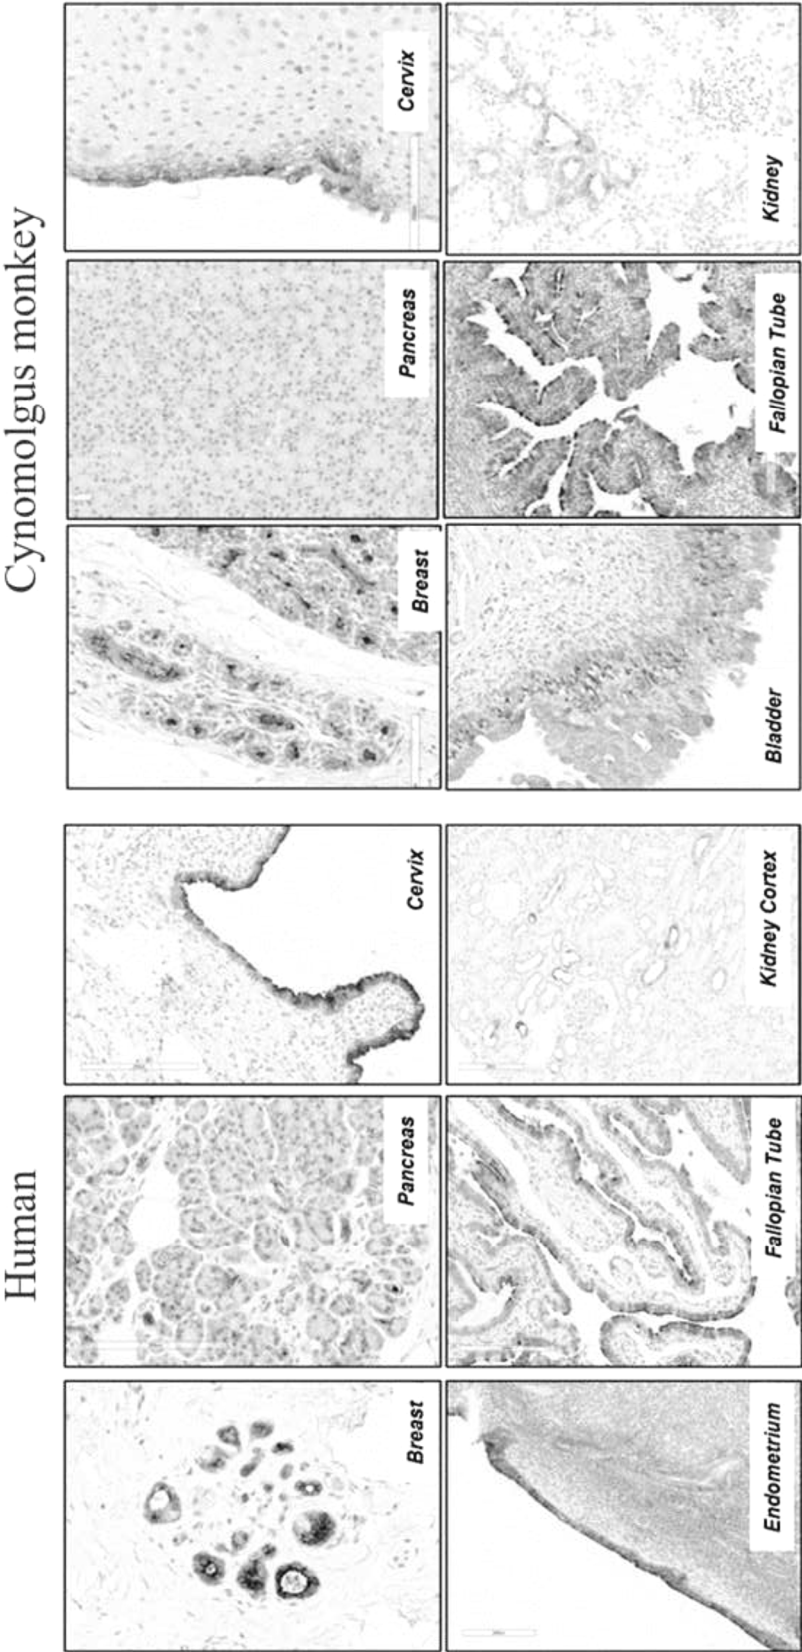 Human
Cynomolgus monkey
Breast
Pancreas
Cervix
Breast
Pancreas
Cervix
Endometrium
Fallopian Tube
Kidney Cortex
Bladder
Fallopian Tube
Kidney